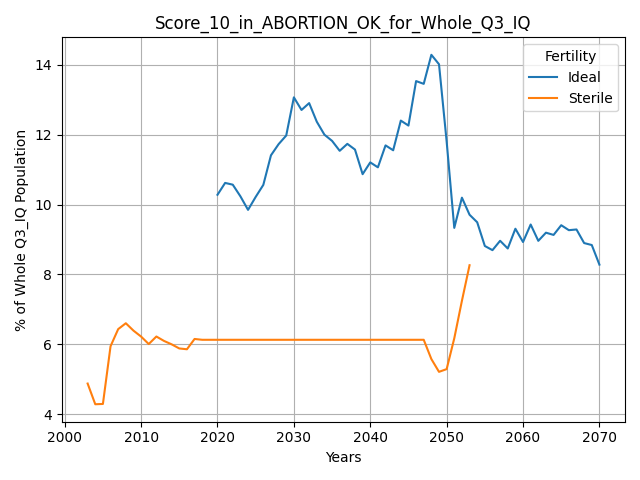 Score_10_in_ABORTION_OK_for_Whole_Q3_IQ
Fertility
Ideal
Sterile
% of Whole Q3_IQ Population
14
12
10
8
6
4
2000
2010
2020
2030
2040
2050
2060
2070
Years